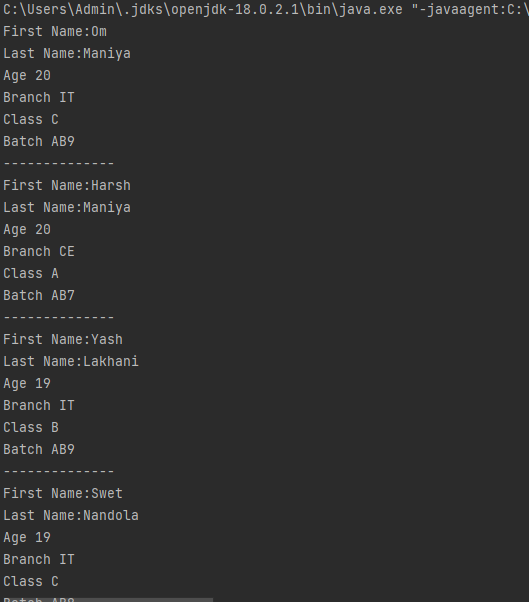 C:\Users\Admin\.jdks\openjdk-18.0.2.1\bin\java.exe "-javaagent:C:\
First Name:Om
Last Name:Maniya
Age 20
Branch IT
Class C
Batch AB9
--------------
First Name:Harsh
Last Name:Maniya
Age 20
Branch CE
Class A
Batch AB7
--------------
First Name:Yash
Last Name:Lakhani
Age 19
Branch IT
Class B
Batch AB9
--------------
First Name:Swet
Last Name:Nandola
Age 19
Branch IT
Class C
Batch